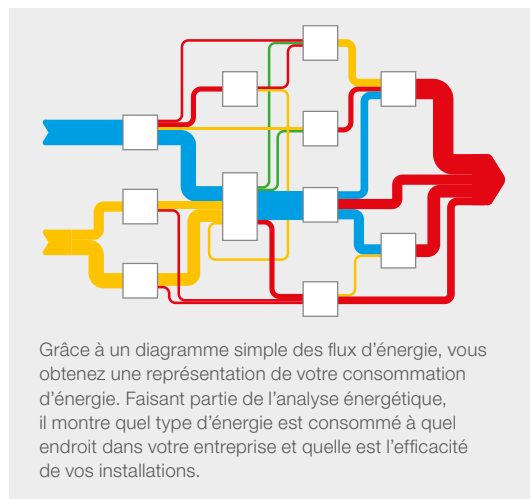 Grâce à un diagramme simple des flux d'énergie, vous
obtenez une représentation de votre consommation
d'énergie. Faisant partie de l'analyse énergétique,
il montre quel type d'énergie est consommé à quel
endroit dans votre entreprise et quelle est l'efficacité
de vos installations.